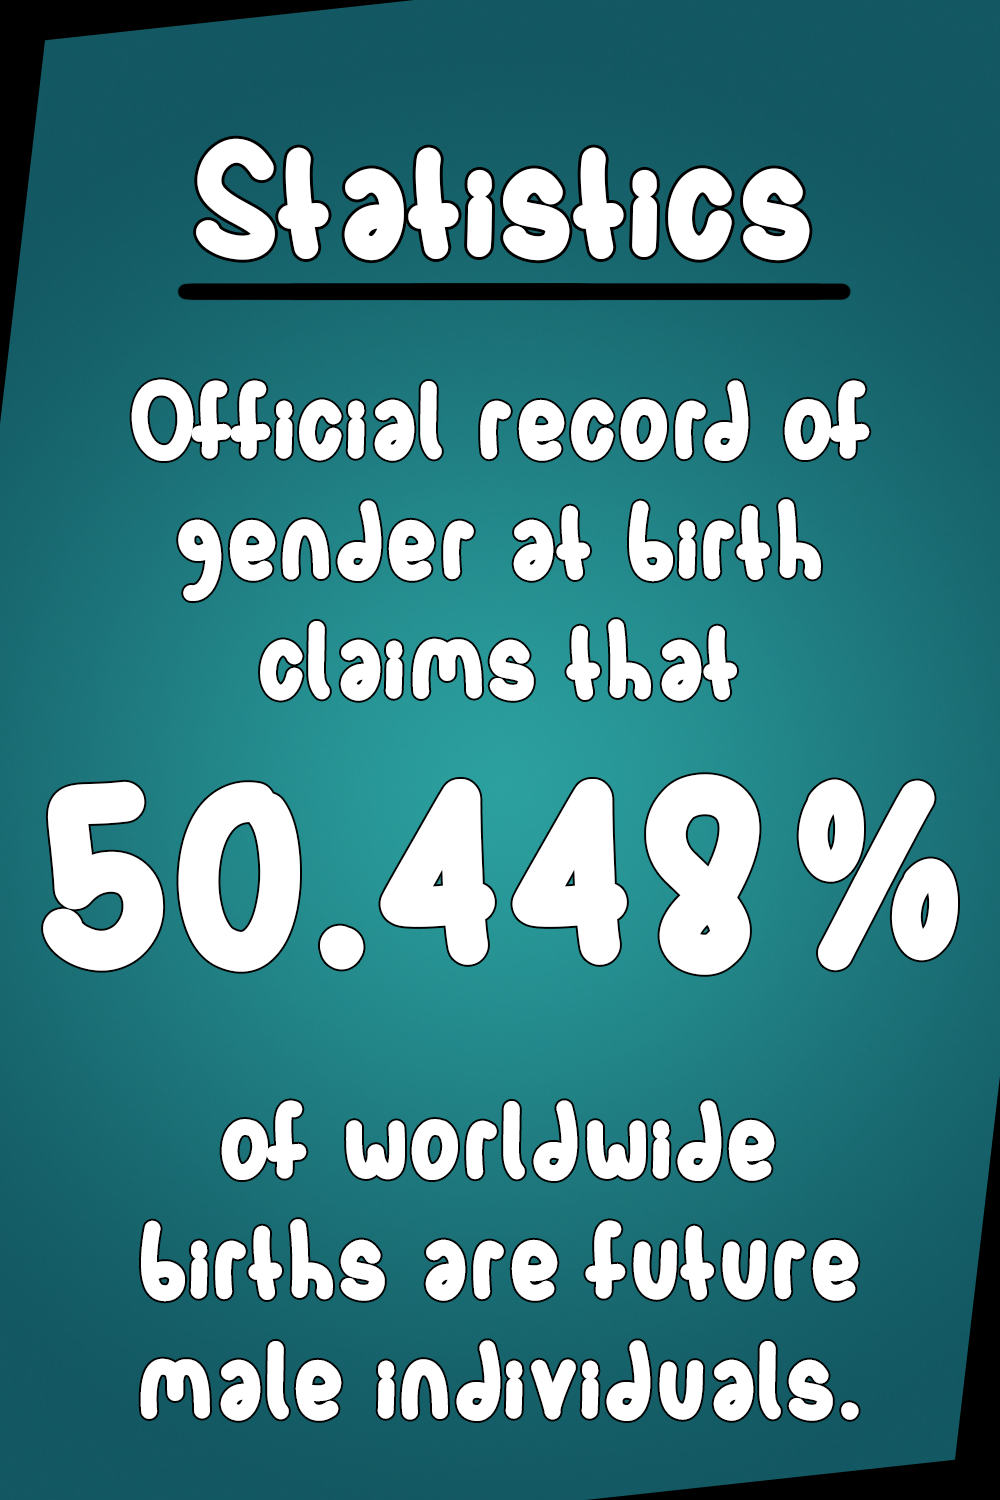 Statistics
Official record of
gender at birth
claims that
50.448%
of worldwide
births are future
male individuals.